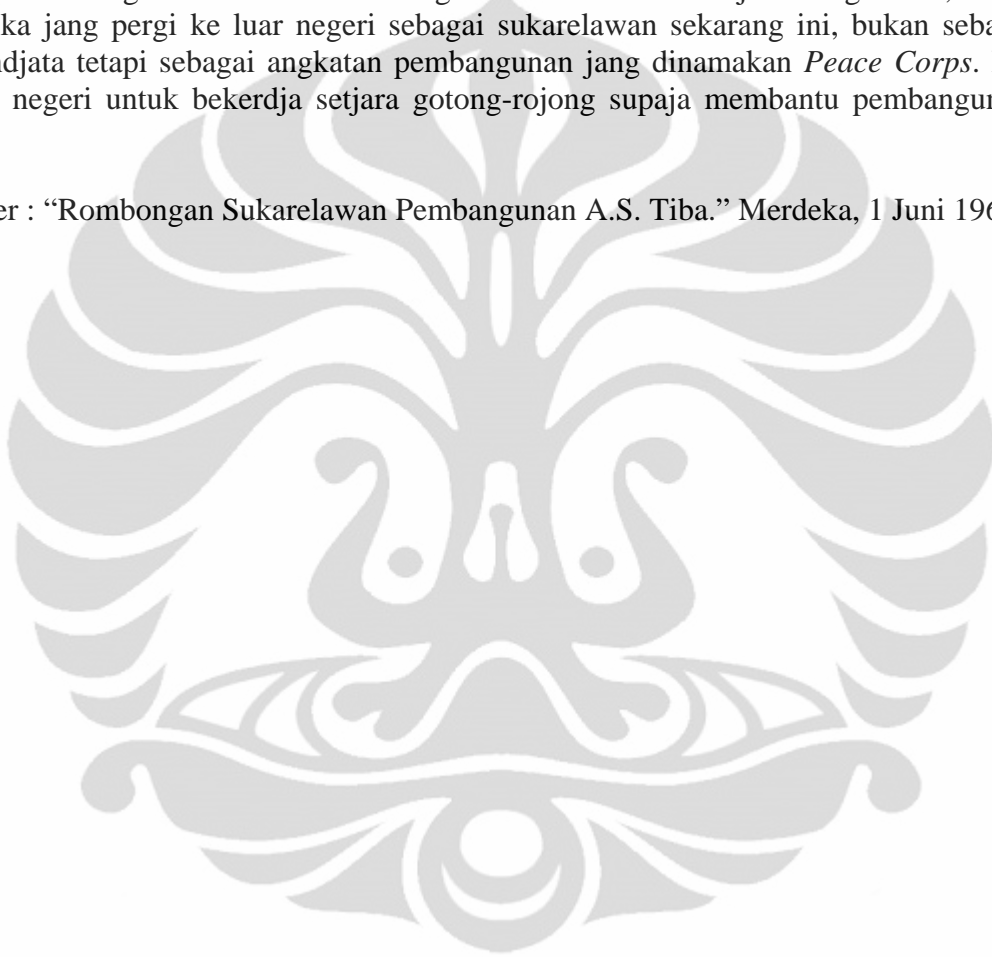 ka jang pergi ke luar negeri sebagai sukarelawan sekarang ini, bukan seba
ndjata tetapi sebagai angkatan pembangunan jang dinamakan Peace Corps.
negeri untuk bekerdja setjara gotong-rojong supaja membantu pembangun
er : “Rombongan Sukarelawan Pembangunan A.S. Tiba.” Merdeka, 1 Juni 196